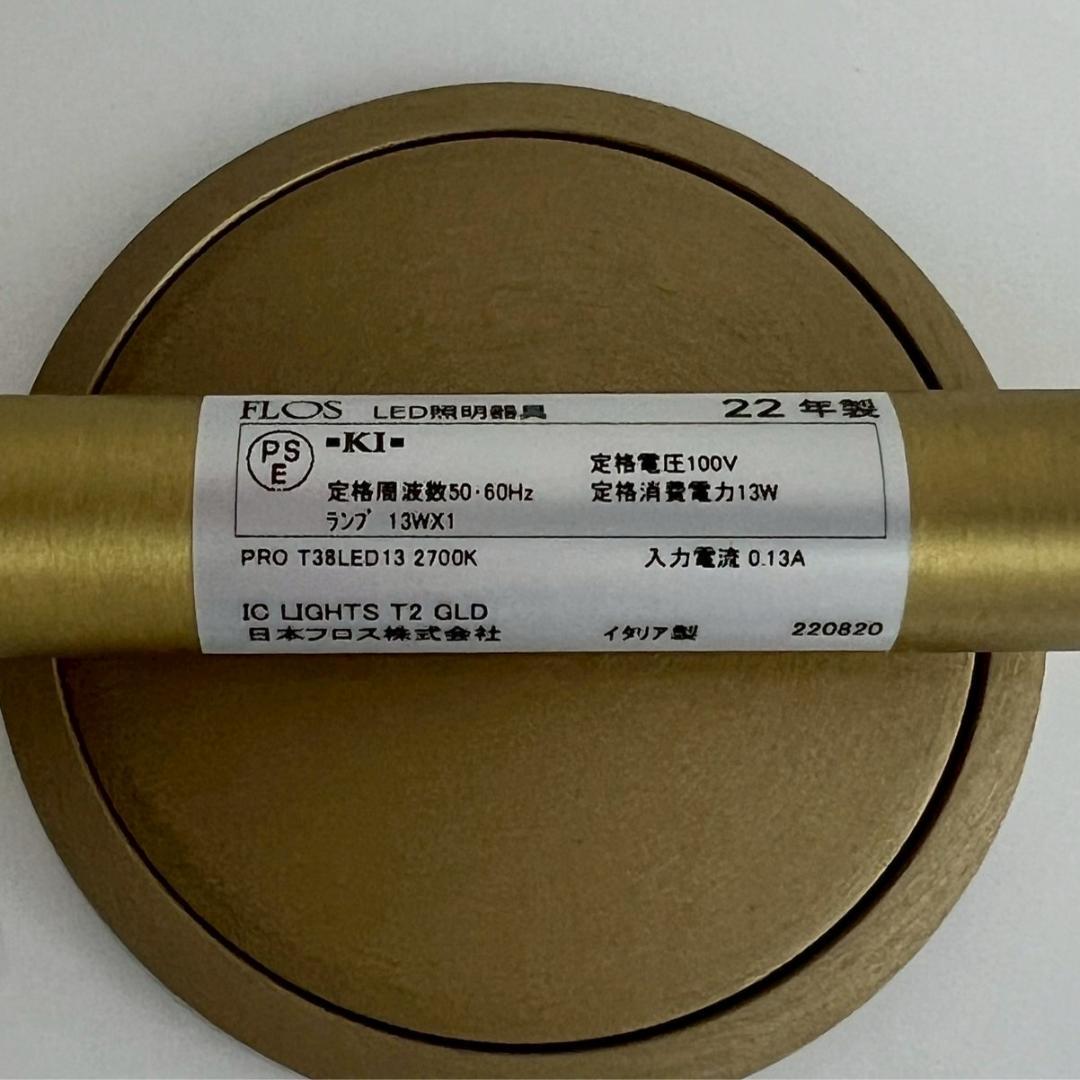 FLOS LED照明器具 22年製
PSE -KI- 定格電圧100V
定格周波数50·60Hz 定格消費電力13W
ランプ 13WX1
PRO T38LED13 2700K 入力電流 0.13A
IC LIGHTS T2 GLD
日本フロス株式会社 イタリア製 220820